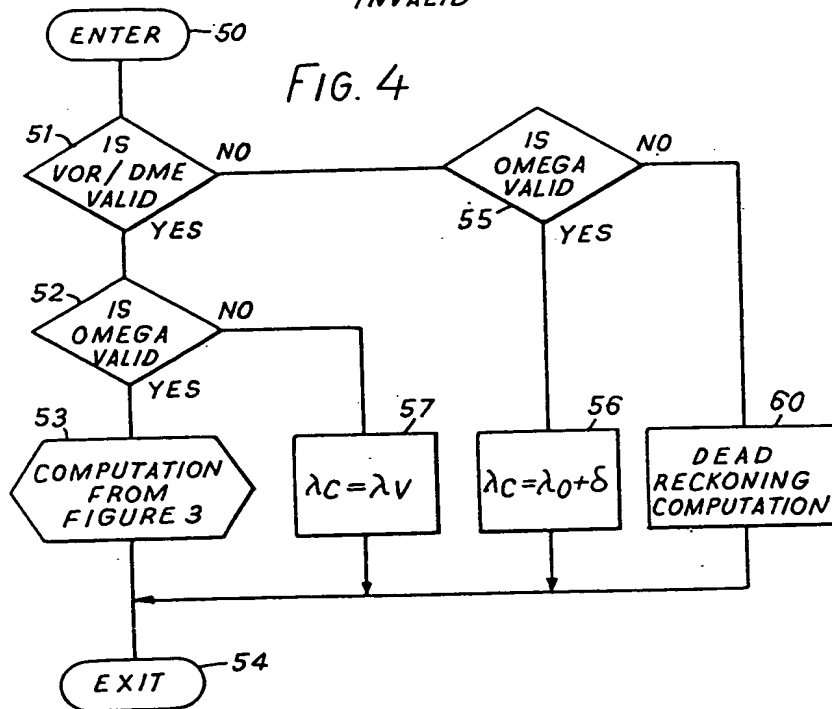 INVALID
ENTER
50
FIG. 4
51
IS
VOR/DME
VALID
NO
YES
IS
OMEGA
VALID
NO
55
YES
52
IS
OMEGA
VALID
NO
YES
53
COMPUTATION
FROM
FIGURE 3
57
λC=λV
56
λC=λO+δ
60
DEAD
RECKONING
COMPUTATION
EXIT
54